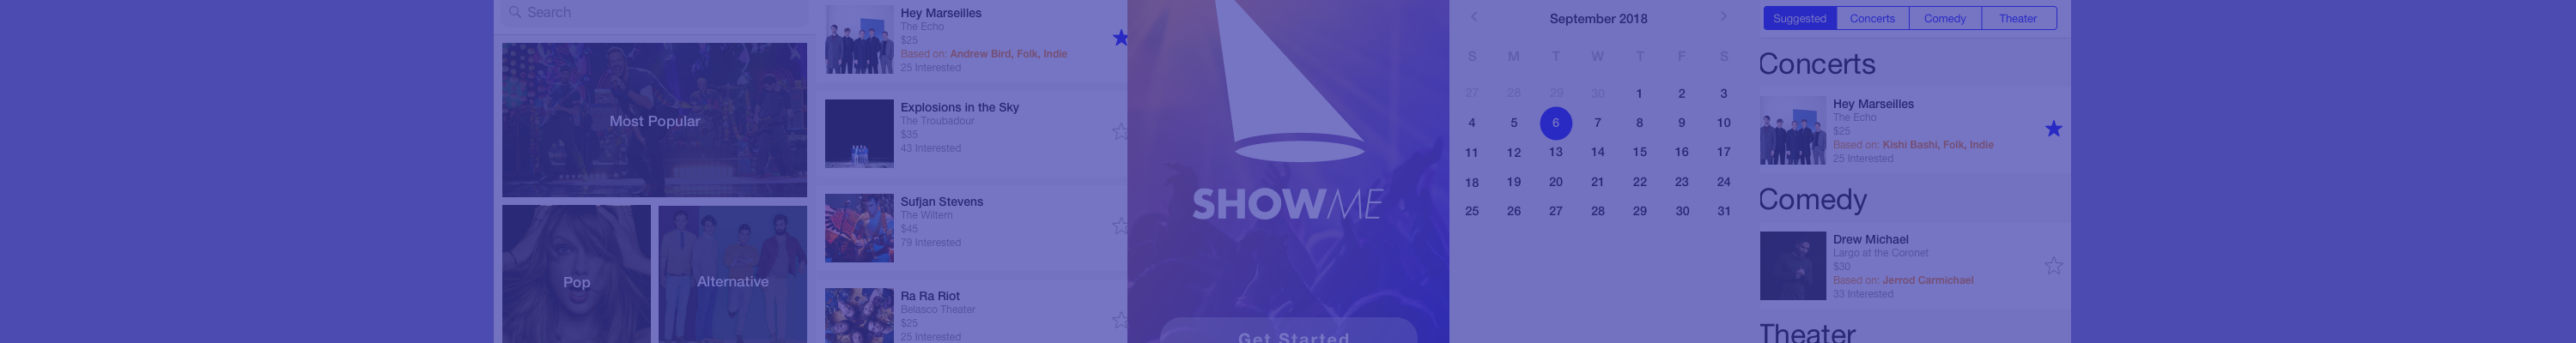 Search
Most Popular
Pop
Alternative
Hey Marseilles
The Echo
$25
Based on: Andrew Bird, Folk, Indie
25 Interested
Explosions in the Sky
The Troubadour
$35
43 Interested
Sufjan Stevens
The Wiltern
$45
79 Interested
Ra Ra Riot
Belasco Theater
$25
25 Interested
SHOWME
Get Started
September 2018
S M T W T F S
27 28 29 30 1 2 3
4 5 6 7 8 9 10
11 12 13 14 15 16 17
18 19 20 21 22 23 24
25 26 27 28 29 30 31
Suggested Concerts Comedy Theater
Concerts
Hey Marseilles
The Echo
$25
Based on: Kishi Bashi, Folk, Indie
25 Interested
Comedy
Drew Michael
Largo at the Coronet
$30
Based on: Jerrod Carmichael
33 Interested
Theater